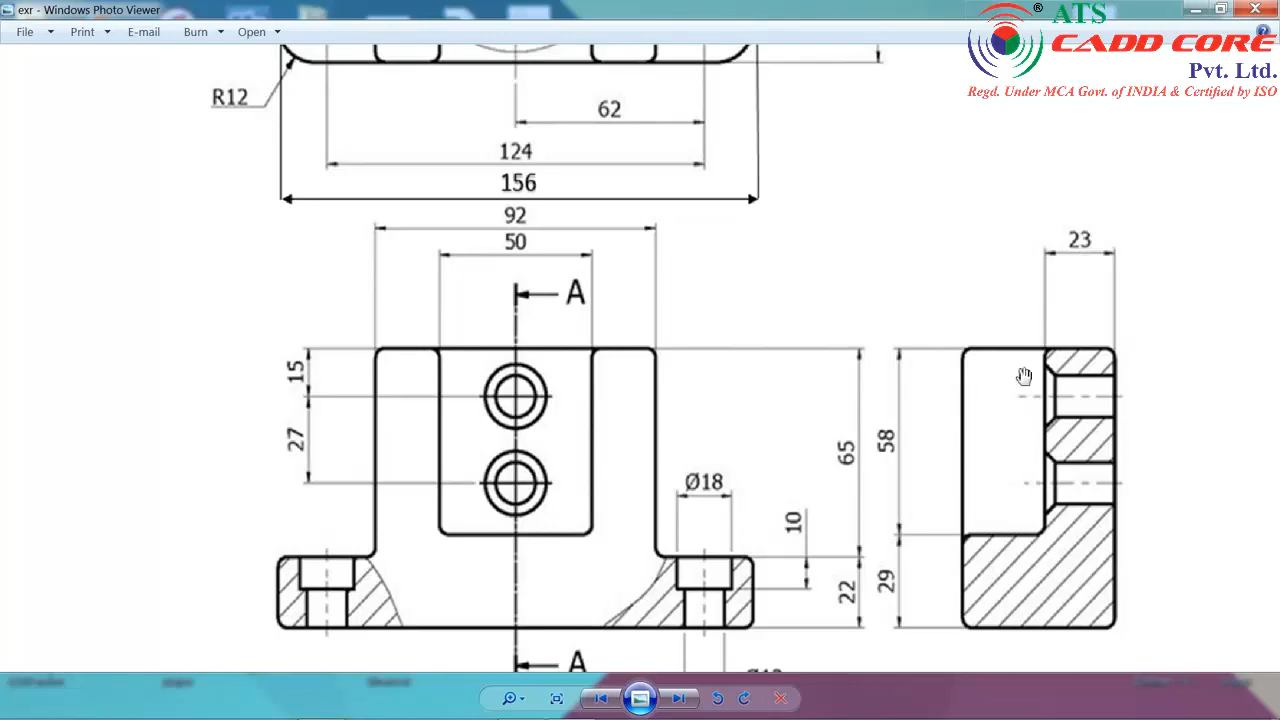 exr - Windows Photo Viewer
File Print E-mail Burn Open
®
ATS
CADD CORE
Pvt. Ltd.
Regd. Under MCA Govt. of INDIA & Certified by ISO
R12
62
124
156
92
50
23
A
15
27
65
58
Ø18
10
22
29
A